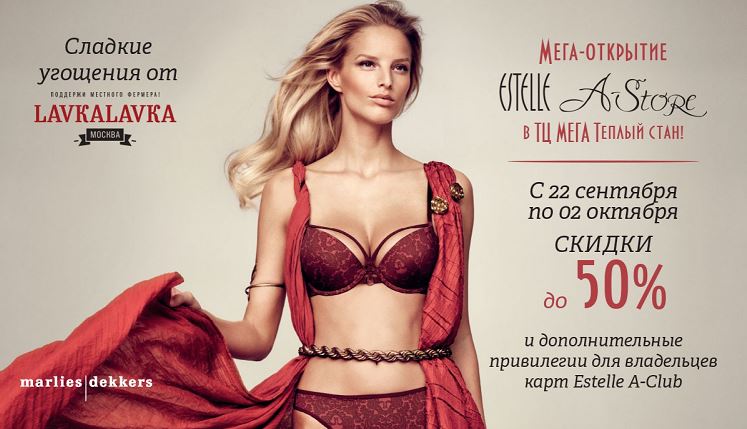 Сладкие
угощения от
ПОДДЕРЖИ МЕСТНОГО ФЕРМЕРА!
LAVKALAVKA
МОСКВА
МЕГА-ОТКРЫТИЕ
ESTELLE A-STORE
В ТЦ МЕГА ТЕПЛЫЙ СТАН!
С 22 сентября
по 02 октября
СКИДКИ
до 50%
и дополнительные
привилегии для владельцев
карт Estelle A-Club
marlies|dekkers